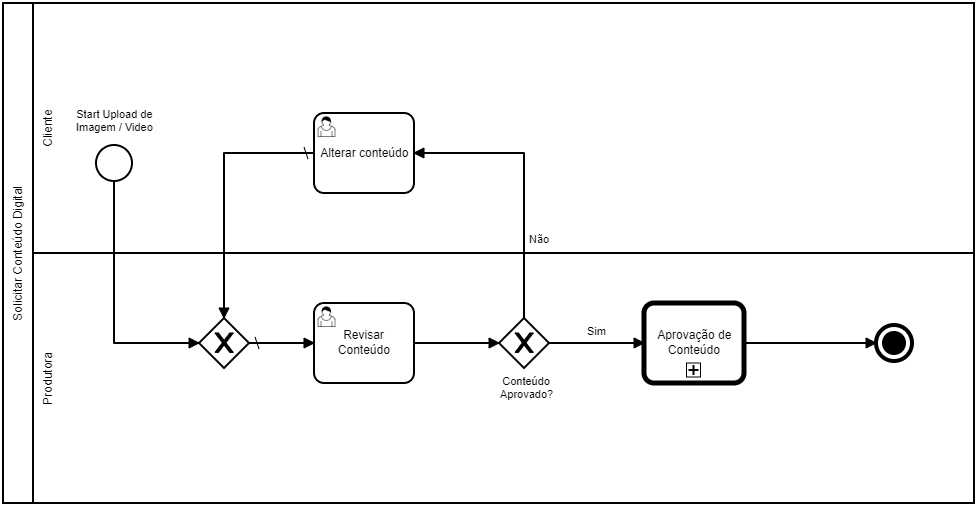 Solicitar Conteúdo Digital
Cliente
Start Upload de
Imagem / Video
Alterar conteúdo
Não
Produtora
Revisar
Conteúdo
Conteúdo
Aprovado?
Sim
Aprovação de
Conteúdo